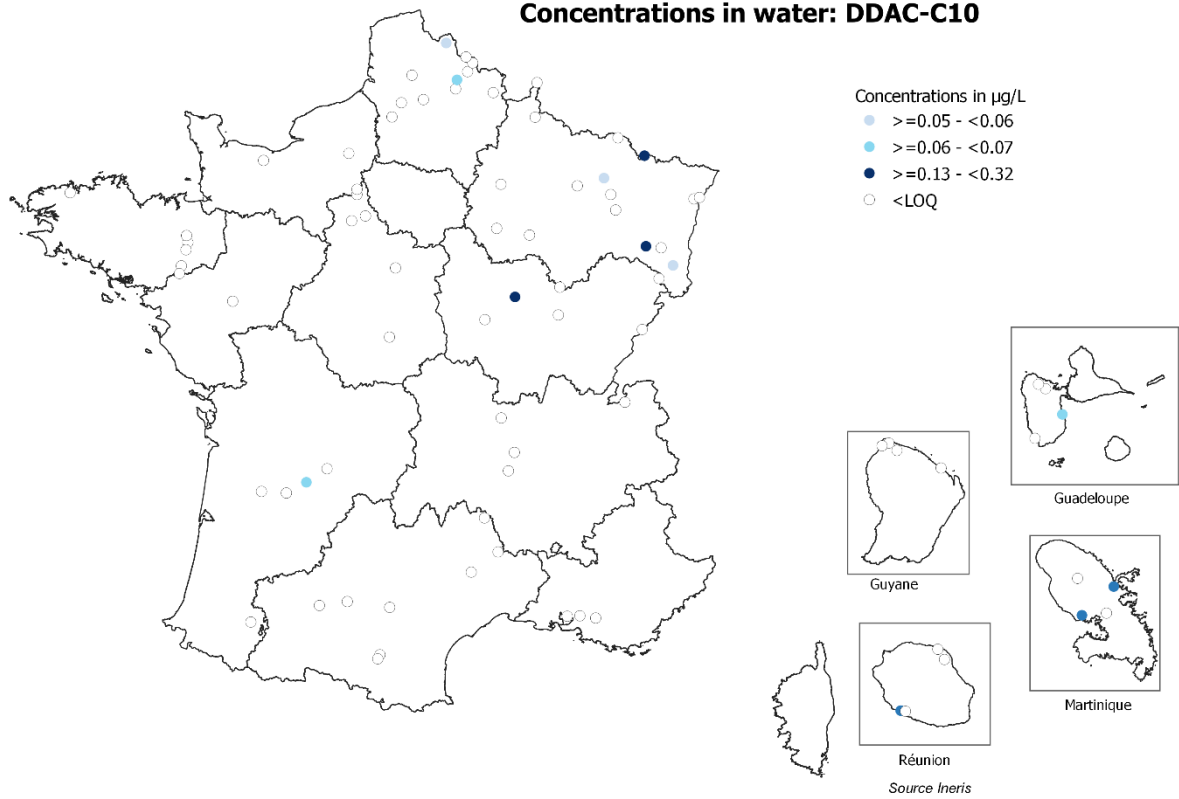 Concentrations in water: DDAC-C10
Concentrations in µg/L
>=0.05 - <0.06
>=0.06 - <0.07
>=0.13 - <0.32
<LOQ
Guadeloupe
Guyane
Martinique
Réunion
Source Ineris